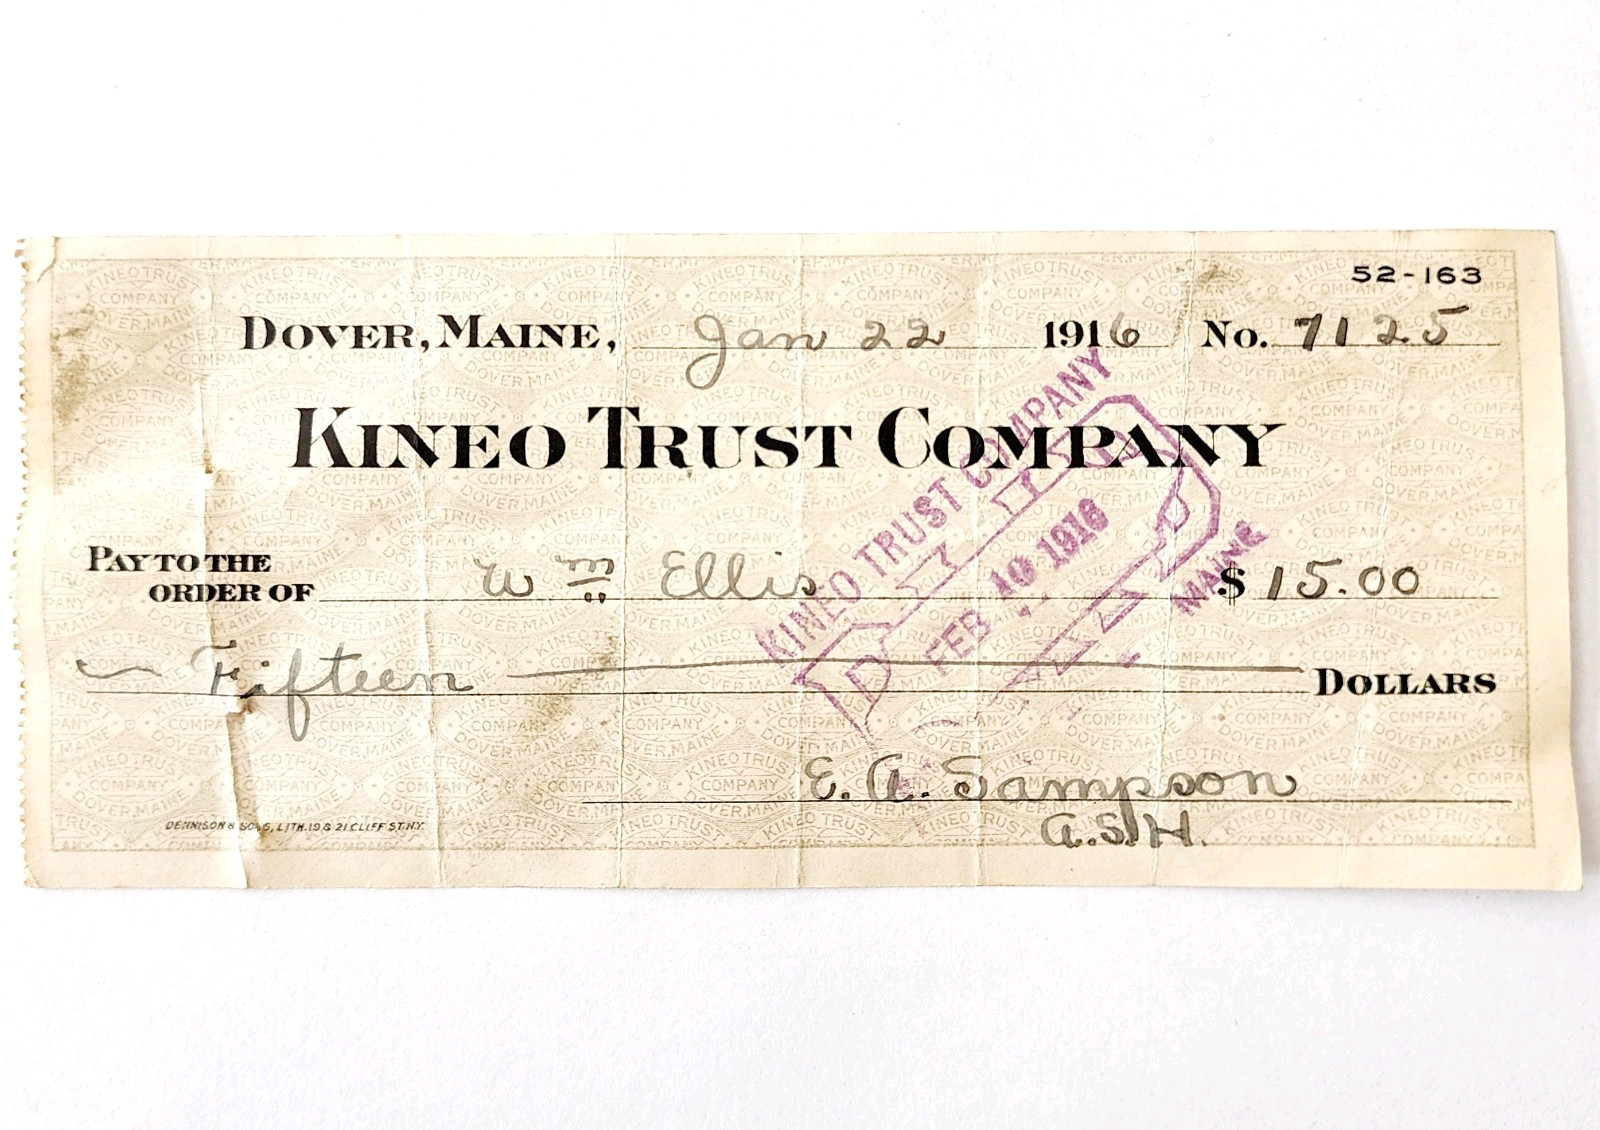 52-163
DOVER, MAINE, Jan 22 1916 No. 7125
KINEO TRUST COMPANY
PAY TO THE
ORDER OF Wm Ellis $ 15.00
Fifteen DOLLARS
E. A. Sampson
A.S.H.
DENNISON & SONS, LITH. 19 & 21 CLIFF ST. N.Y.
KINEO TRUST COMPANY
PAID
FEB 10 1916
MAINE